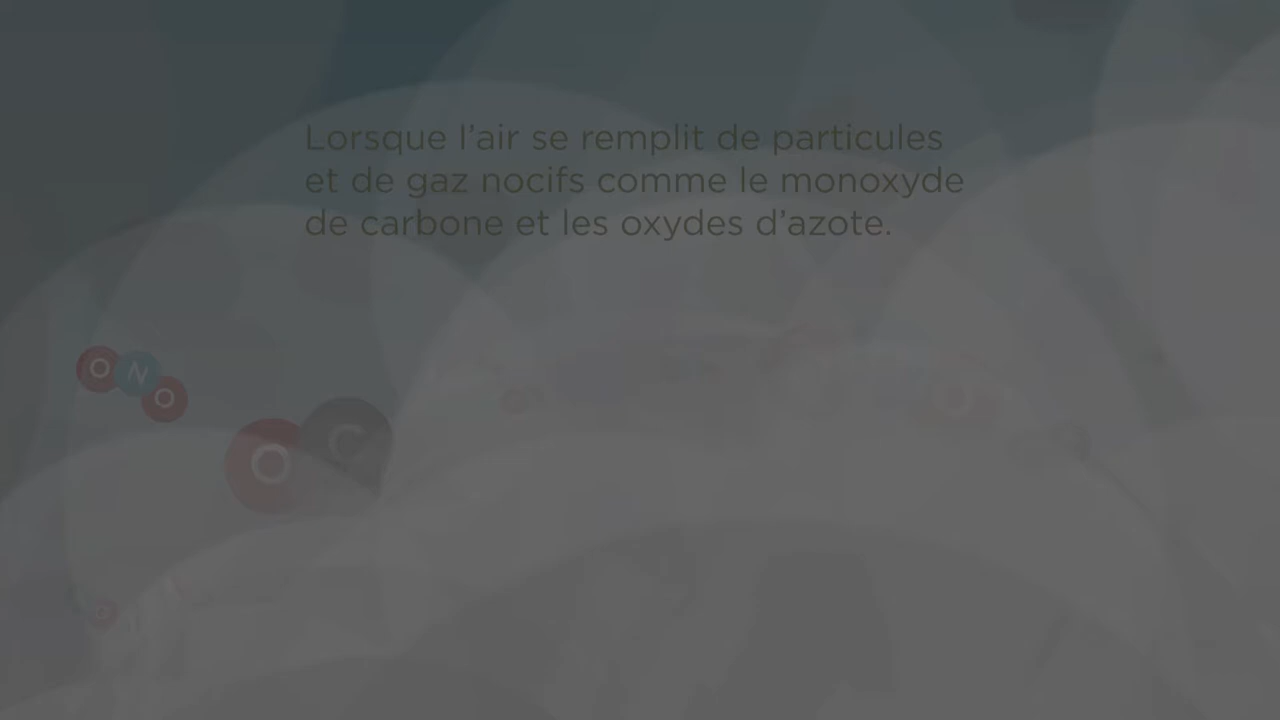 Lorsque l'air se remplit de particules
et de gaz nocifs comme le monoxyde
de carbone et les oxydes d'azote.
O N O
O C
O